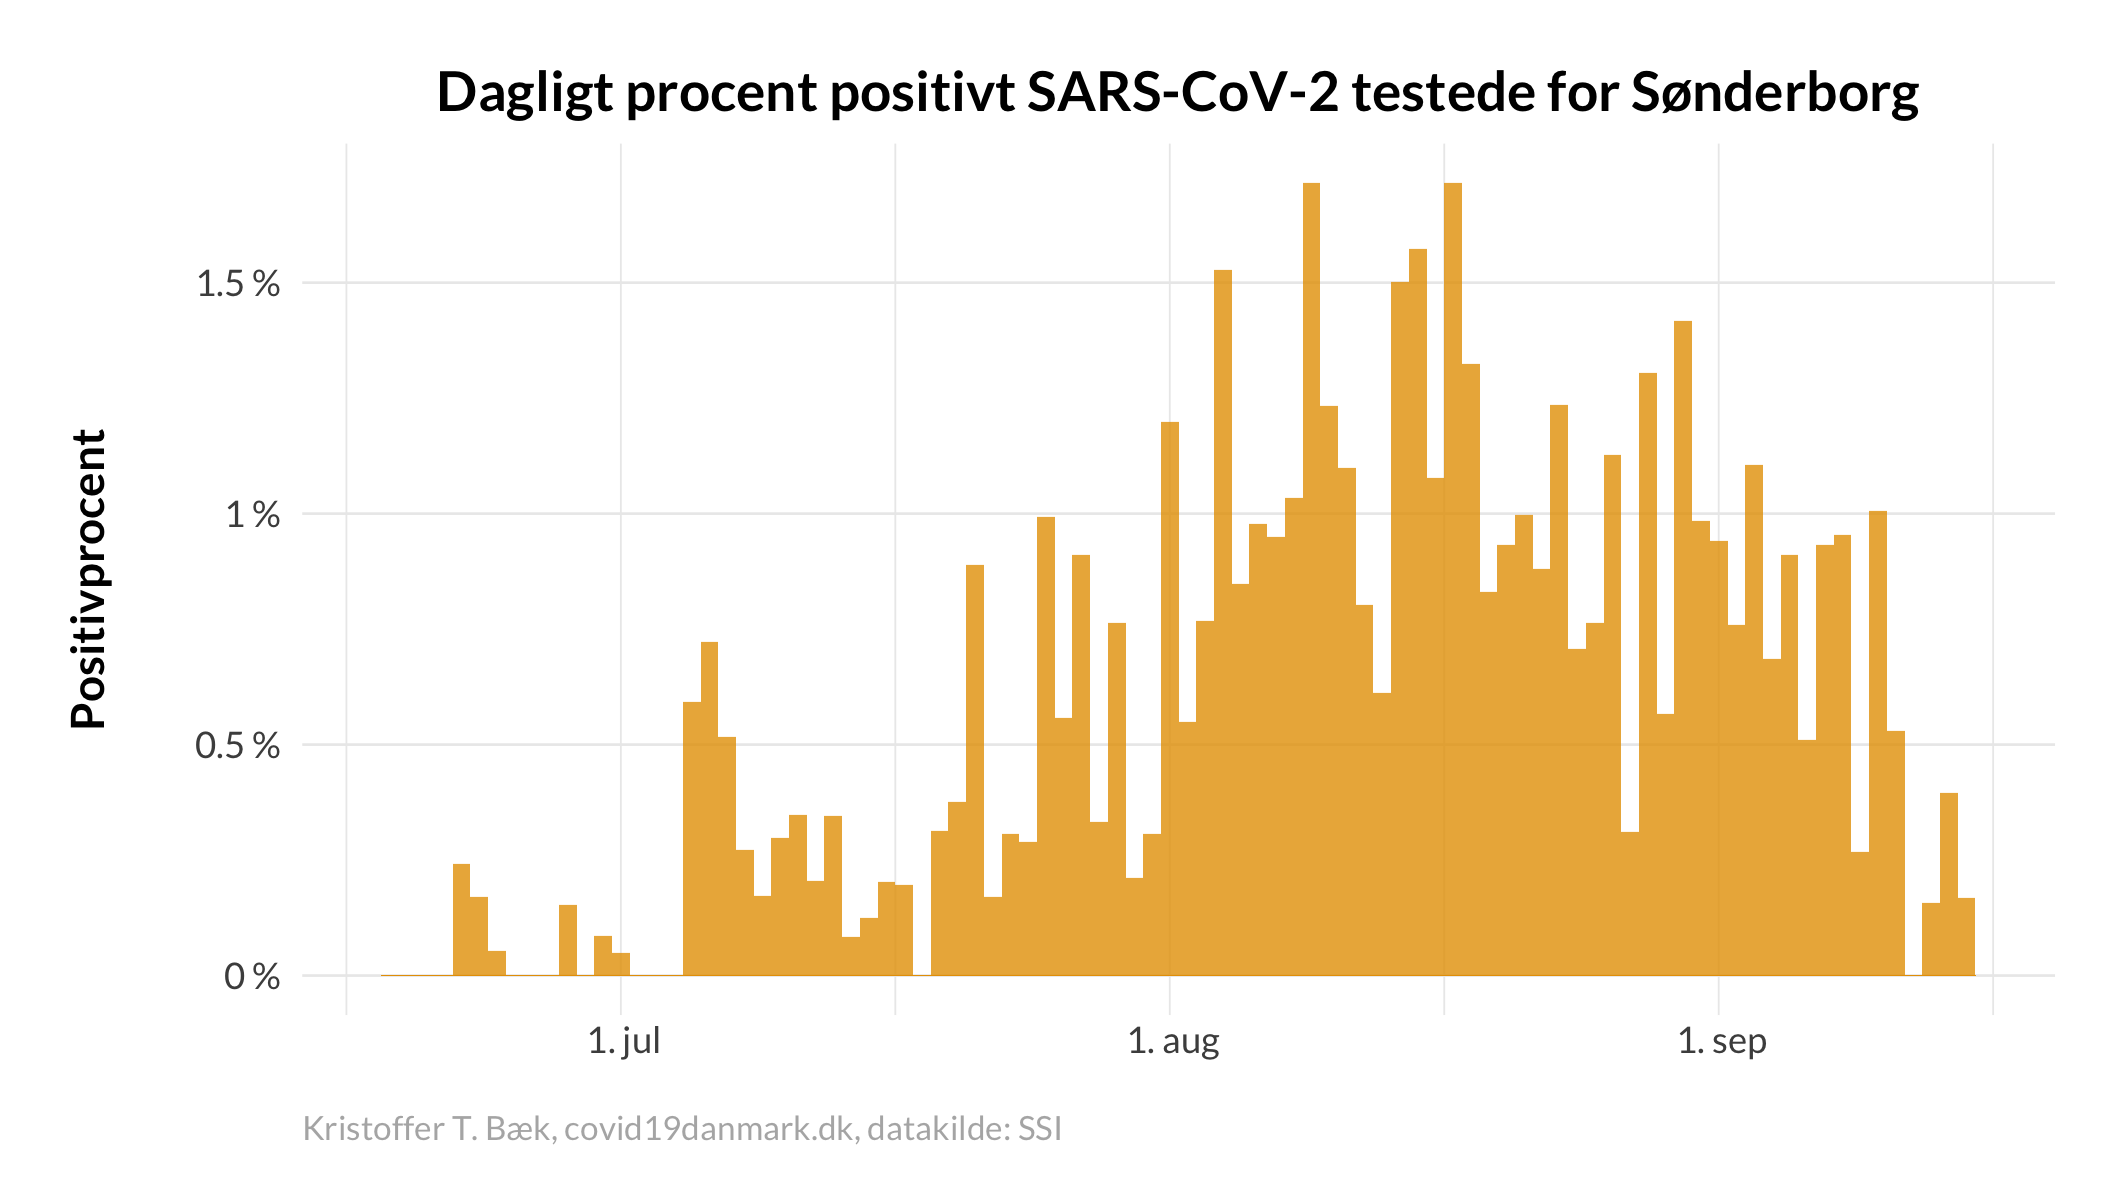 Dagligt procent positivt SARS-CoV-2 testede for Sønderborg
Positivprocent
1.5 %
1 %
0.5 %
0 %
1. jul
1. aug
1. sep
Kristoffer T. Bæk, covid19danmark.dk, datakilde: SSI